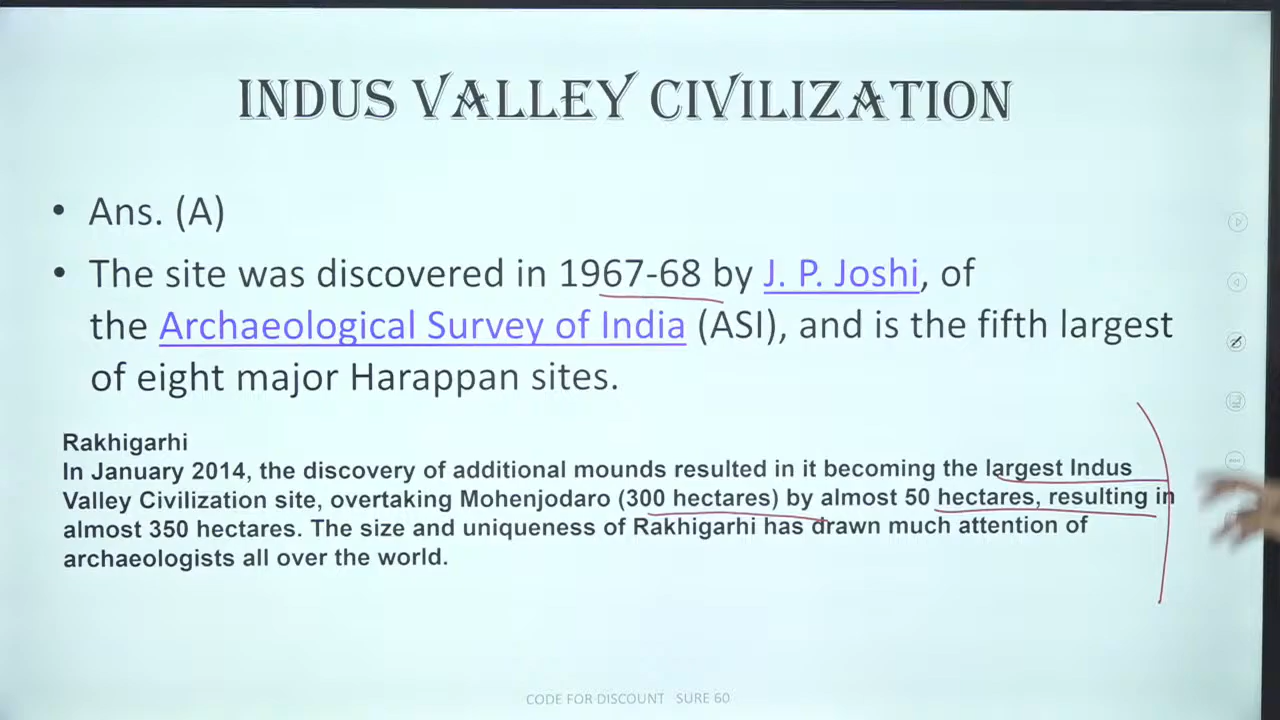 INDUS VALLEY CIVILIZATION
• Ans. (A)
• The site was discovered in 1967-68 by J. P. Joshi, of
the Archaeological Survey of India (ASI), and is the fifth largest
of eight major Harappan sites.
Rakhigarhi
In January 2014, the discovery of additional mounds resulted in it becoming the largest Indus
Valley Civilization site, overtaking Mohenjodaro (300 hectares) by almost 50 hectares, resulting in
almost 350 hectares. The size and uniqueness of Rakhigarhi has drawn much attention of
archaeologists all over the world.
CODE FOR DISCOUNT SURE 60